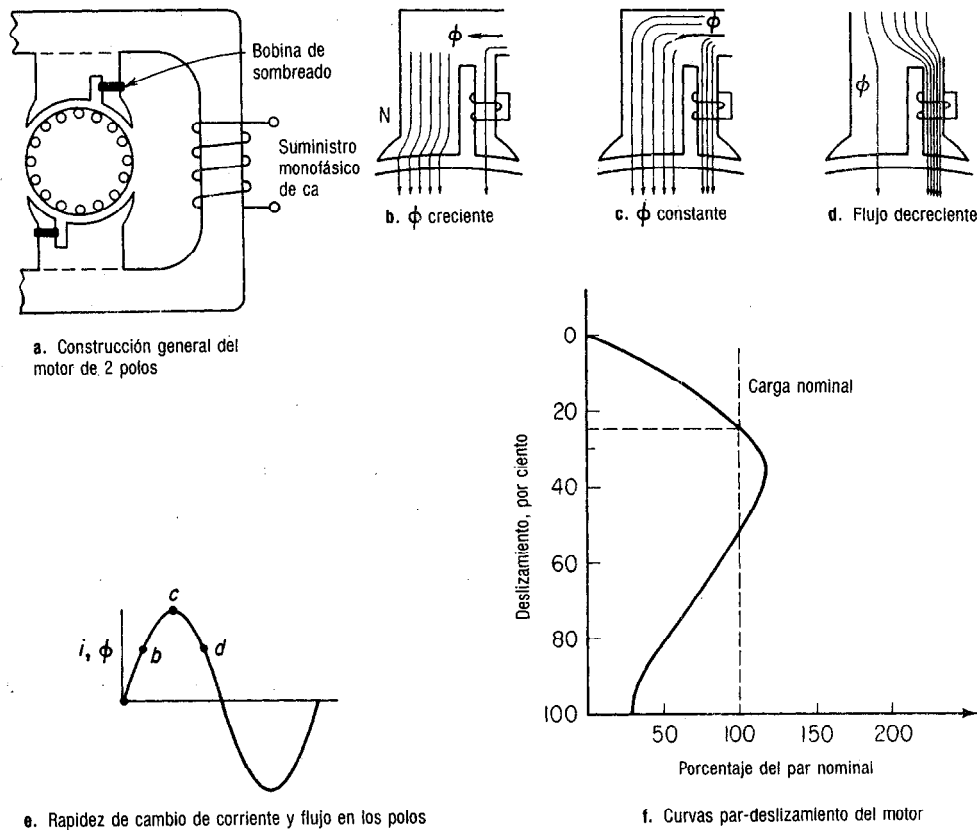 Bobina de
sombreado
Suministro
monofásico
de ca
a. Construcción general del
motor de 2 polos
ϕ
N
b. ϕ creciente
ϕ
c. ϕ constante
ϕ
d. Flujo decreciente
i, ϕ
b
c
d
e. Rapidez de cambio de corriente y flujo en los polos
Deslizamiento, por ciento
0
20
40
60
80
100
Carga nominal
50
100
150
200
Porcentaje del par nominal
f. Curvas par-deslizamiento del motor